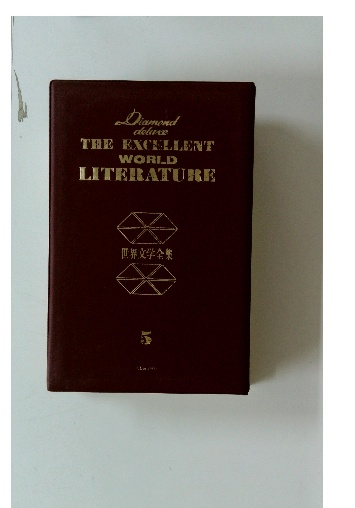 Diamond
deluxe
THE EXCELLENT
WORLD
LITERATURE
世界文学全集
5